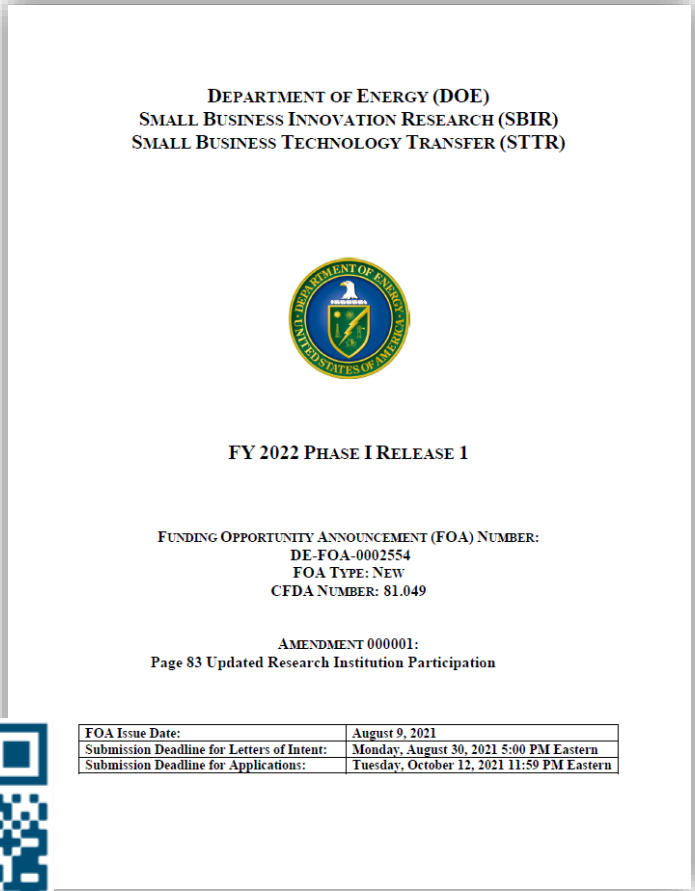 DEPARTMENT OF ENERGY (DOE)
SMALL BUSINESS INNOVATION RESEARCH (SBIR)
SMALL BUSINESS TECHNOLOGY TRANSFER (STTR)
DEPARTMENT OF ENERGY
UNITED STATES OF AMERICA
FY 2022 PHASE I RELEASE 1
FUNDING OPPORTUNITY ANNOUNCEMENT (FOA) NUMBER:
DE-FOA-0002554
FOA TYPE: NEW
CFDA NUMBER: 81.049
AMENDMENT 000001:
Page 83 Updated Research Institution Participation
FOA Issue Date: August 9, 2021
Submission Deadline for Letters of Intent: Monday, August 30, 2021 5:00 PM Eastern
Submission Deadline for Applications: Tuesday, October 12, 2021 11:59 PM Eastern